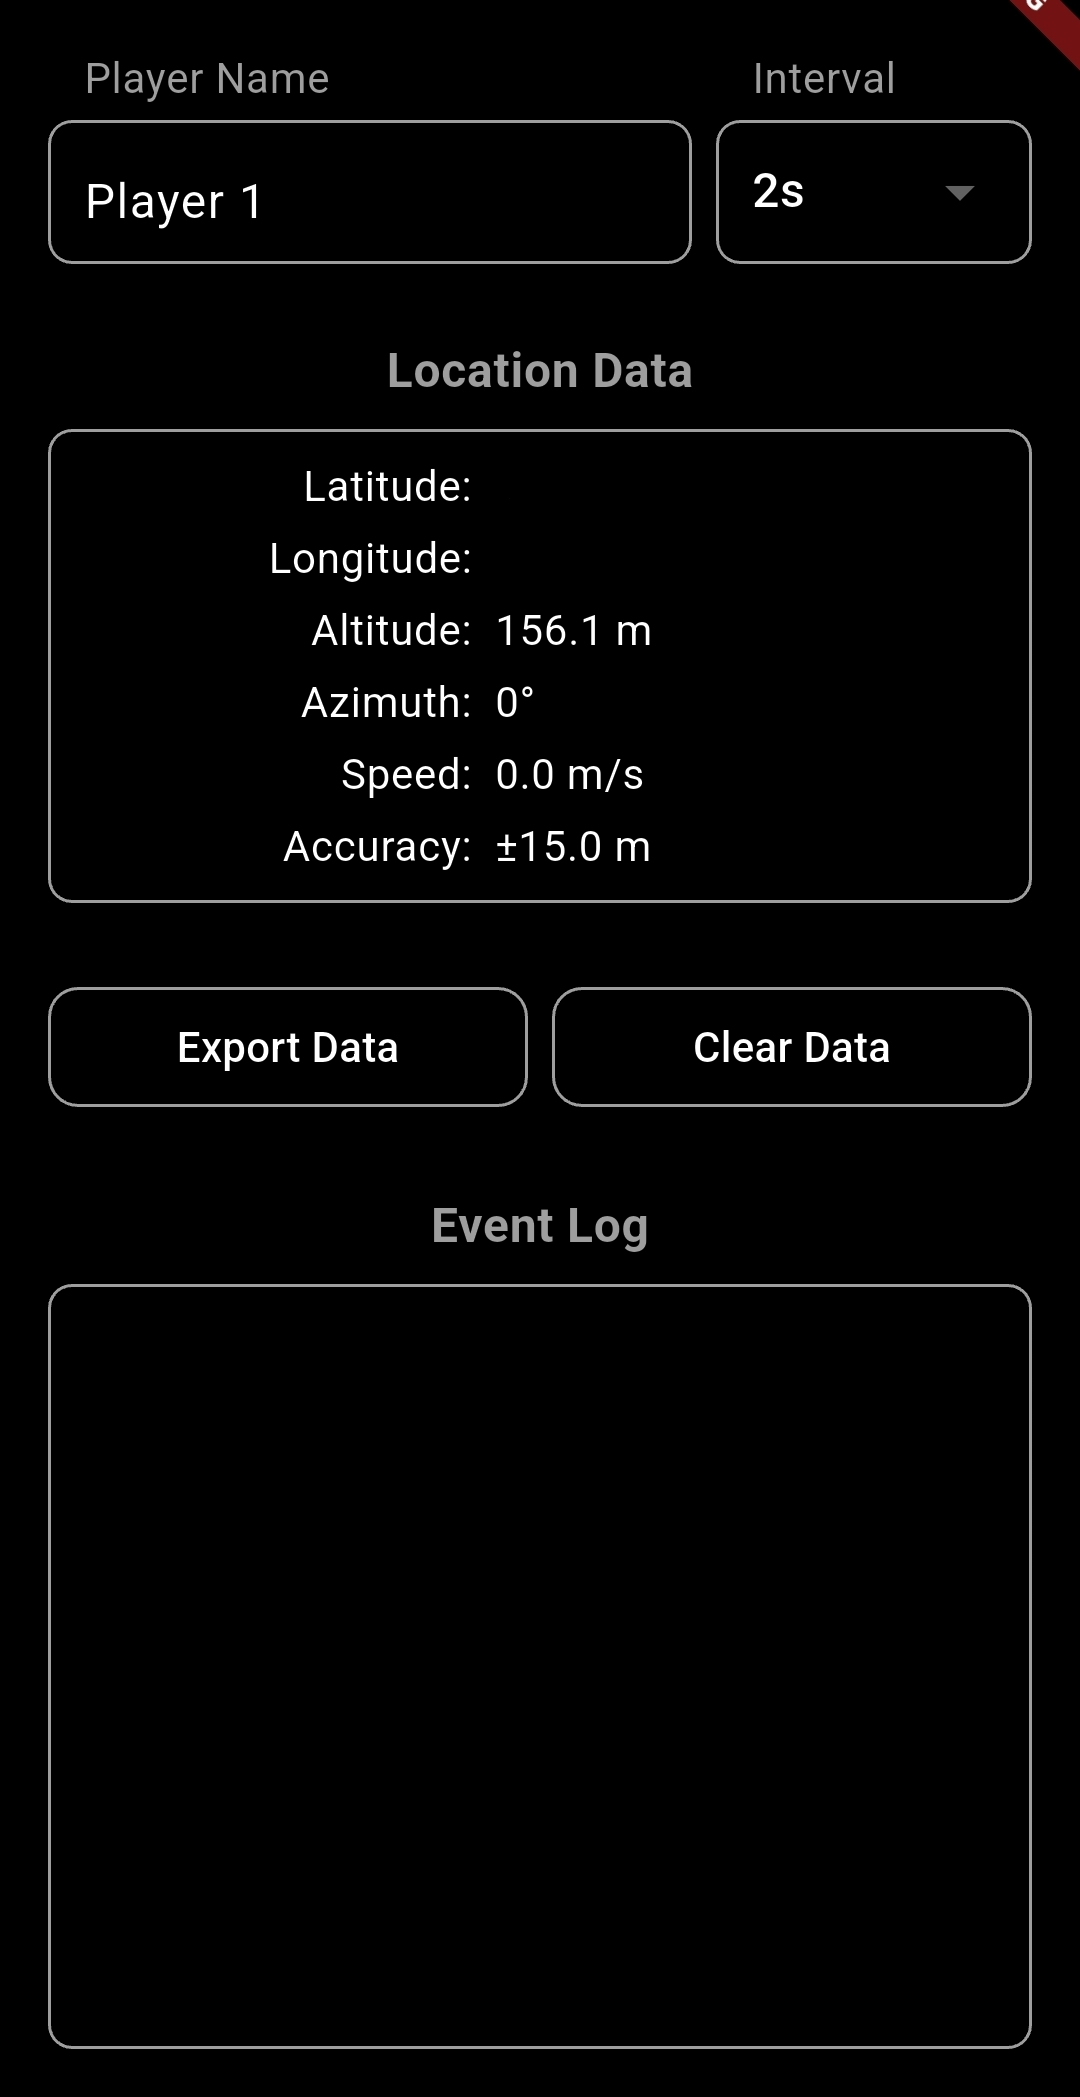 Player Name
Interval
Player 1
2s
Location Data
Latitude:
Longitude:
Altitude: 156.1 m
Azimuth: 0°
Speed: 0.0 m/s
Accuracy: ±15.0 m
Export Data
Clear Data
Event Log